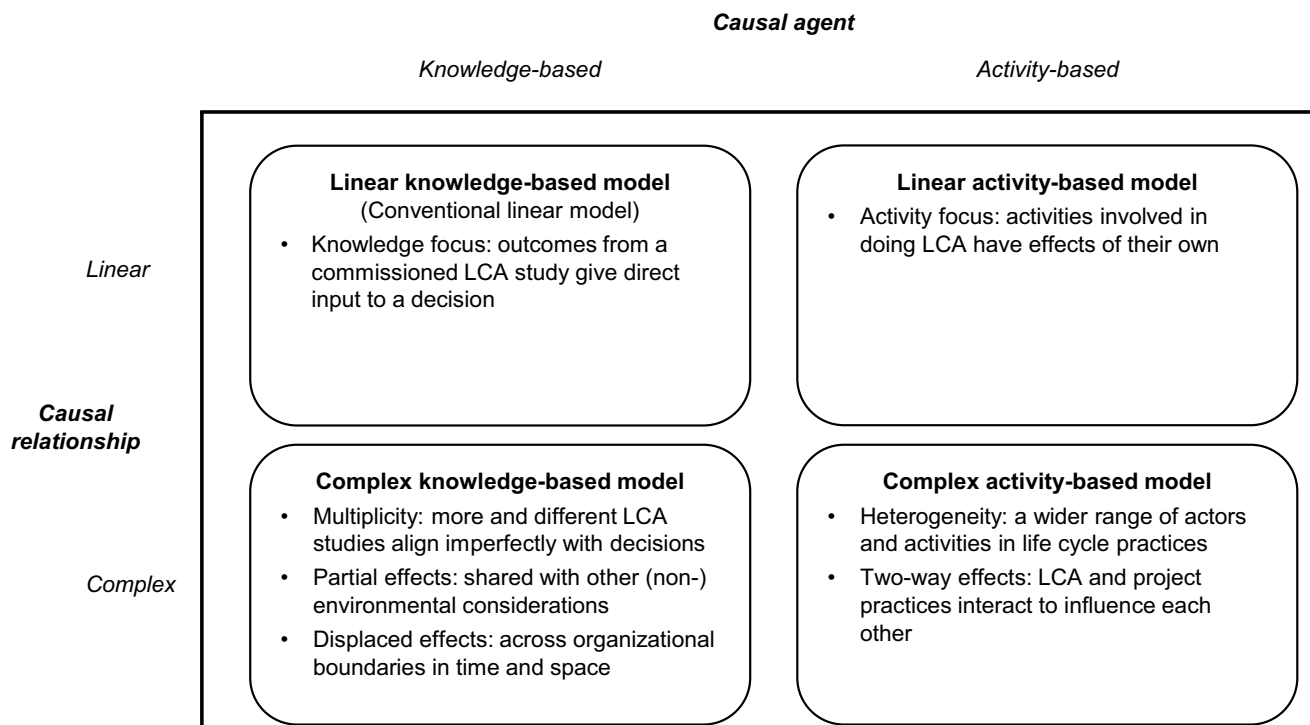 Causal agent
Knowledge-based
Activity-based
Linear knowledge-based model
(Conventional linear model)
• Knowledge focus: outcomes from a
commissioned LCA study give direct
input to a decision
Linear activity-based model
• Activity focus: activities involved in
doing LCA have effects of their own
Linear
Causal
relationship
Complex knowledge-based model
• Multiplicity: more and different LCA
studies align imperfectly with decisions
• Partial effects: shared with other (non-)
environmental considerations
• Displaced effects: across organizational
boundaries in time and space
Complex activity-based model
• Heterogeneity: a wider range of actors
and activities in life cycle practices
• Two-way effects: LCA and project
practices interact to influence each
other
Complex